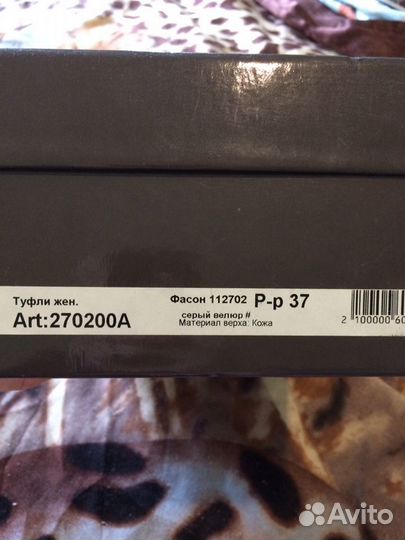 Туфли жен.
Art:270200A
Фасон 112702 Р-р 37
серый велюр #
Материал верха: Кожа
2 100000 60
Avito